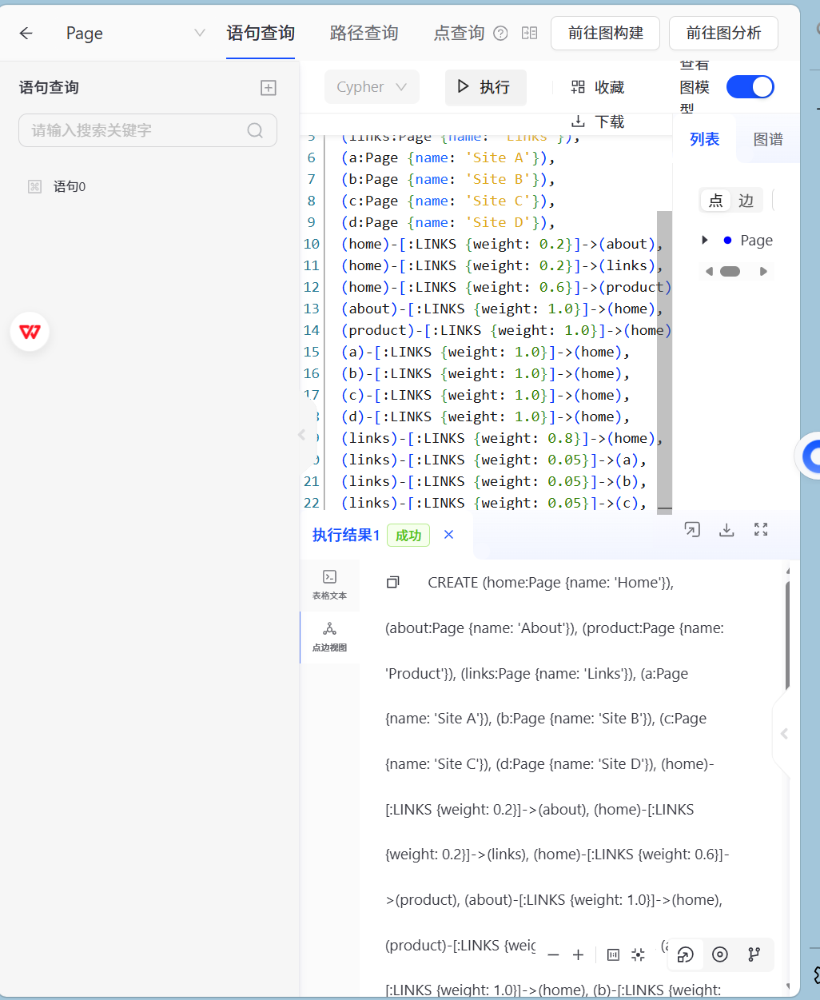 Page
语句查询
路径查询
点查询
前往图构建
前往图分析
语句查询
请输入搜索关键字
语句0
Cypher
执行
收藏
下载
查看
图模
型
列表
图谱
点
边
Page
5 (links:Page {name: 'Links'}),
6 (a:Page {name: 'Site A'}),
7 (b:Page {name: 'Site B'}),
8 (c:Page {name: 'Site C'}),
9 (d:Page {name: 'Site D'}),
10 (home)-[:LINKS {weight: 0.2}]->(about),
11 (home)-[:LINKS {weight: 0.2}]->(links),
12 (home)-[:LINKS {weight: 0.6}]->(product)
13 (about)-[:LINKS {weight: 1.0}]->(home),
14 (product)-[:LINKS {weight: 1.0}]->(home)
15 (a)-[:LINKS {weight: 1.0}]->(home),
16 (b)-[:LINKS {weight: 1.0}]->(home),
17 (c)-[:LINKS {weight: 1.0}]->(home),
(d)-[:LINKS {weight: 1.0}]->(home),
(links)-[:LINKS {weight: 0.8}]->(home),
(links)-[:LINKS {weight: 0.05}]->(a),
21 (links)-[:LINKS {weight: 0.05}]->(b),
22 (links)-[:LINKS {weight: 0.05}]->(c),
执行结果1 成功
表格文本
点边视图
CREATE (home:Page {name: 'Home'}),
(about:Page {name: 'About'}), (product:Page {name:
'Product'}), (links:Page {name: 'Links'}), (a:Page
{name: 'Site A'}), (b:Page {name: 'Site B'}), (c:Page
{name: 'Site C'}), (d:Page {name: 'Site D'}), (home)-
[:LINKS {weight: 0.2}]->(about), (home)-[:LINKS
{weight: 0.2}]->(links), (home)-[:LINKS {weight: 0.6}]-
>(product), (about)-[:LINKS {weight: 1.0}]->(home),
(product)-[:LINKS
[:LINKS {weight: 1.0}]->(home), (b)-[:LINKS {weight: